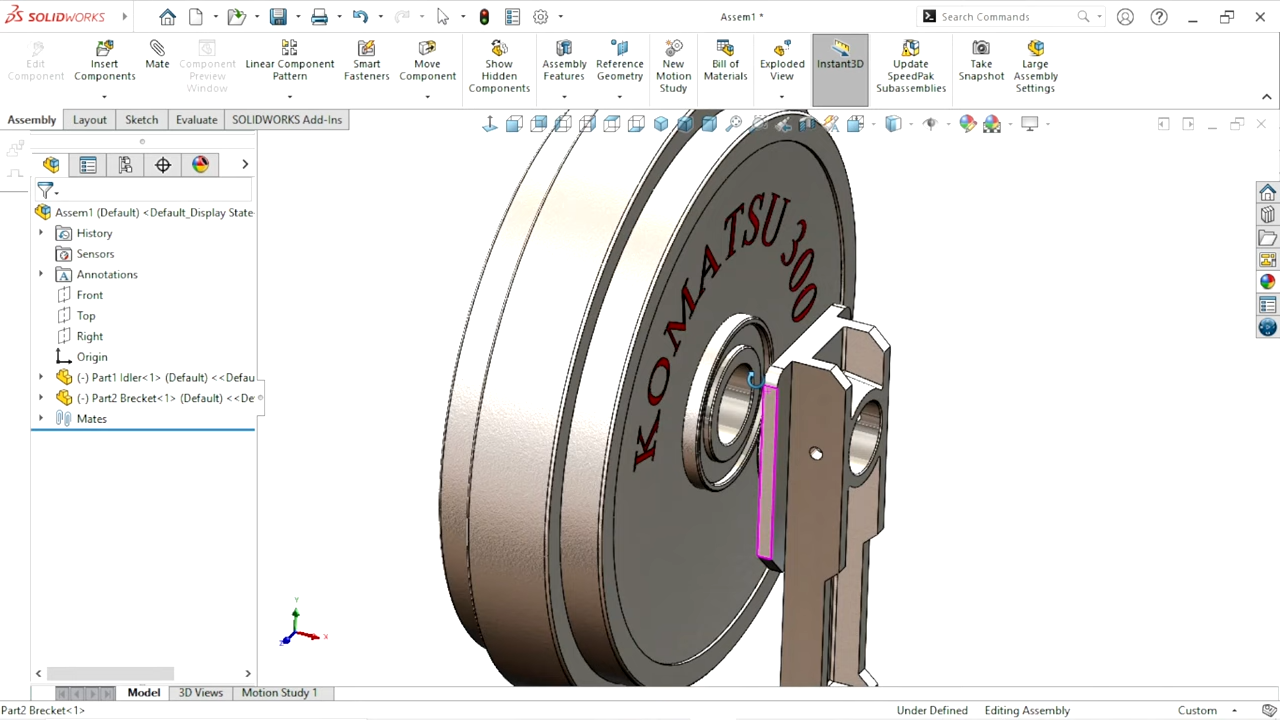 SOLIDWORKS
Assem1 *
Search Commands
Edit Component
Insert Components
Mate
Component Preview Window
Linear Component Pattern
Smart Fasteners
Move Component
Show Hidden Components
Assembly Features
Reference Geometry
New Motion Study
Bill of Materials
Exploded View
Instant3D
Update SpeedPak Subassemblies
Take Snapshot
Large Assembly Settings
Assembly
Layout
Sketch
Evaluate
SOLIDWORKS Add-Ins
Assem1 (Default) <Default_Display State
History
Sensors
Annotations
Front
Top
Right
Origin
(-) Part1 Idler<1> (Default) <<Defau
(-) Part2 Brecket<1> (Default) <<De
Mates
KOMATSU 300
Y
X
Z
Model
3D Views
Motion Study 1
Part2 Brecket<1>
Under Defined
Editing Assembly
Custom